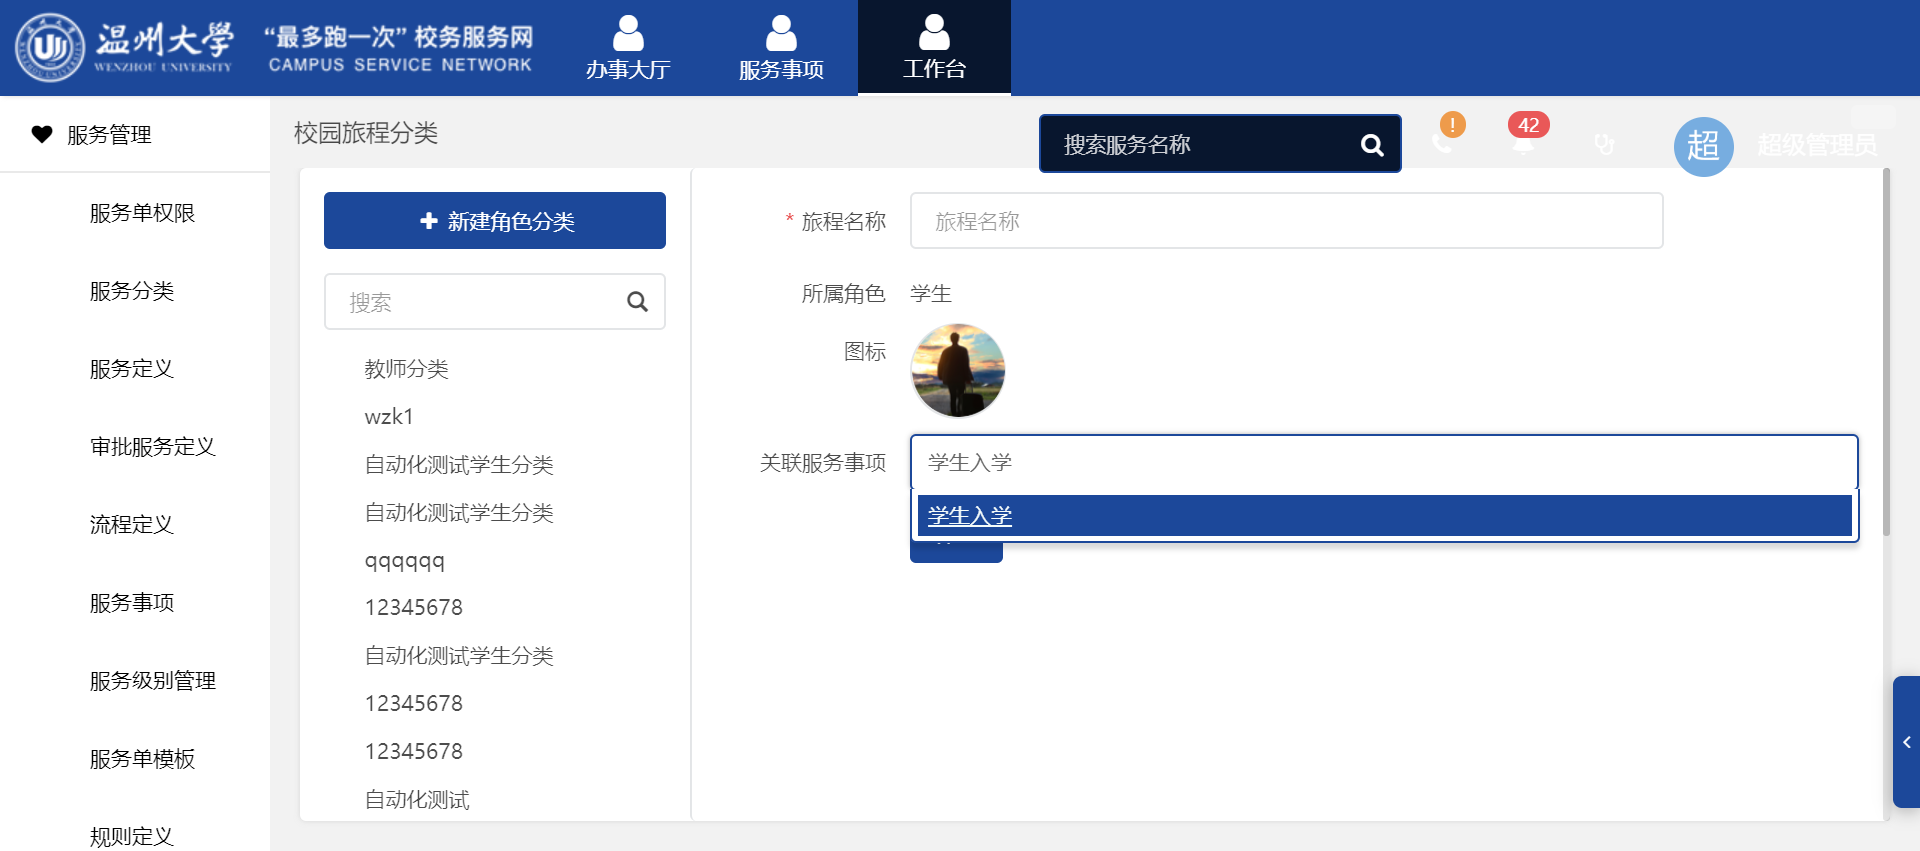 温州大学
WENZHOU UNIVERSITY
“最多跑一次” 校务服务网
CAMPUS SERVICE NETWORK
办事大厅
服务事项
工作台
服务管理
服务单权限
服务分类
服务定义
审批服务定义
流程定义
服务事项
服务级别管理
服务单模板
规则定义
校园旅程分类
搜索服务名称
!
42
超
超级管理员
新建角色分类
搜索
教师分类
wzk1
自动化测试学生分类
自动化测试学生分类
qqqqqq
12345678
自动化测试学生分类
12345678
12345678
自动化测试
* 旅程名称
旅程名称
所属角色 学生
图标
关联服务事项
学生入学
学生入学